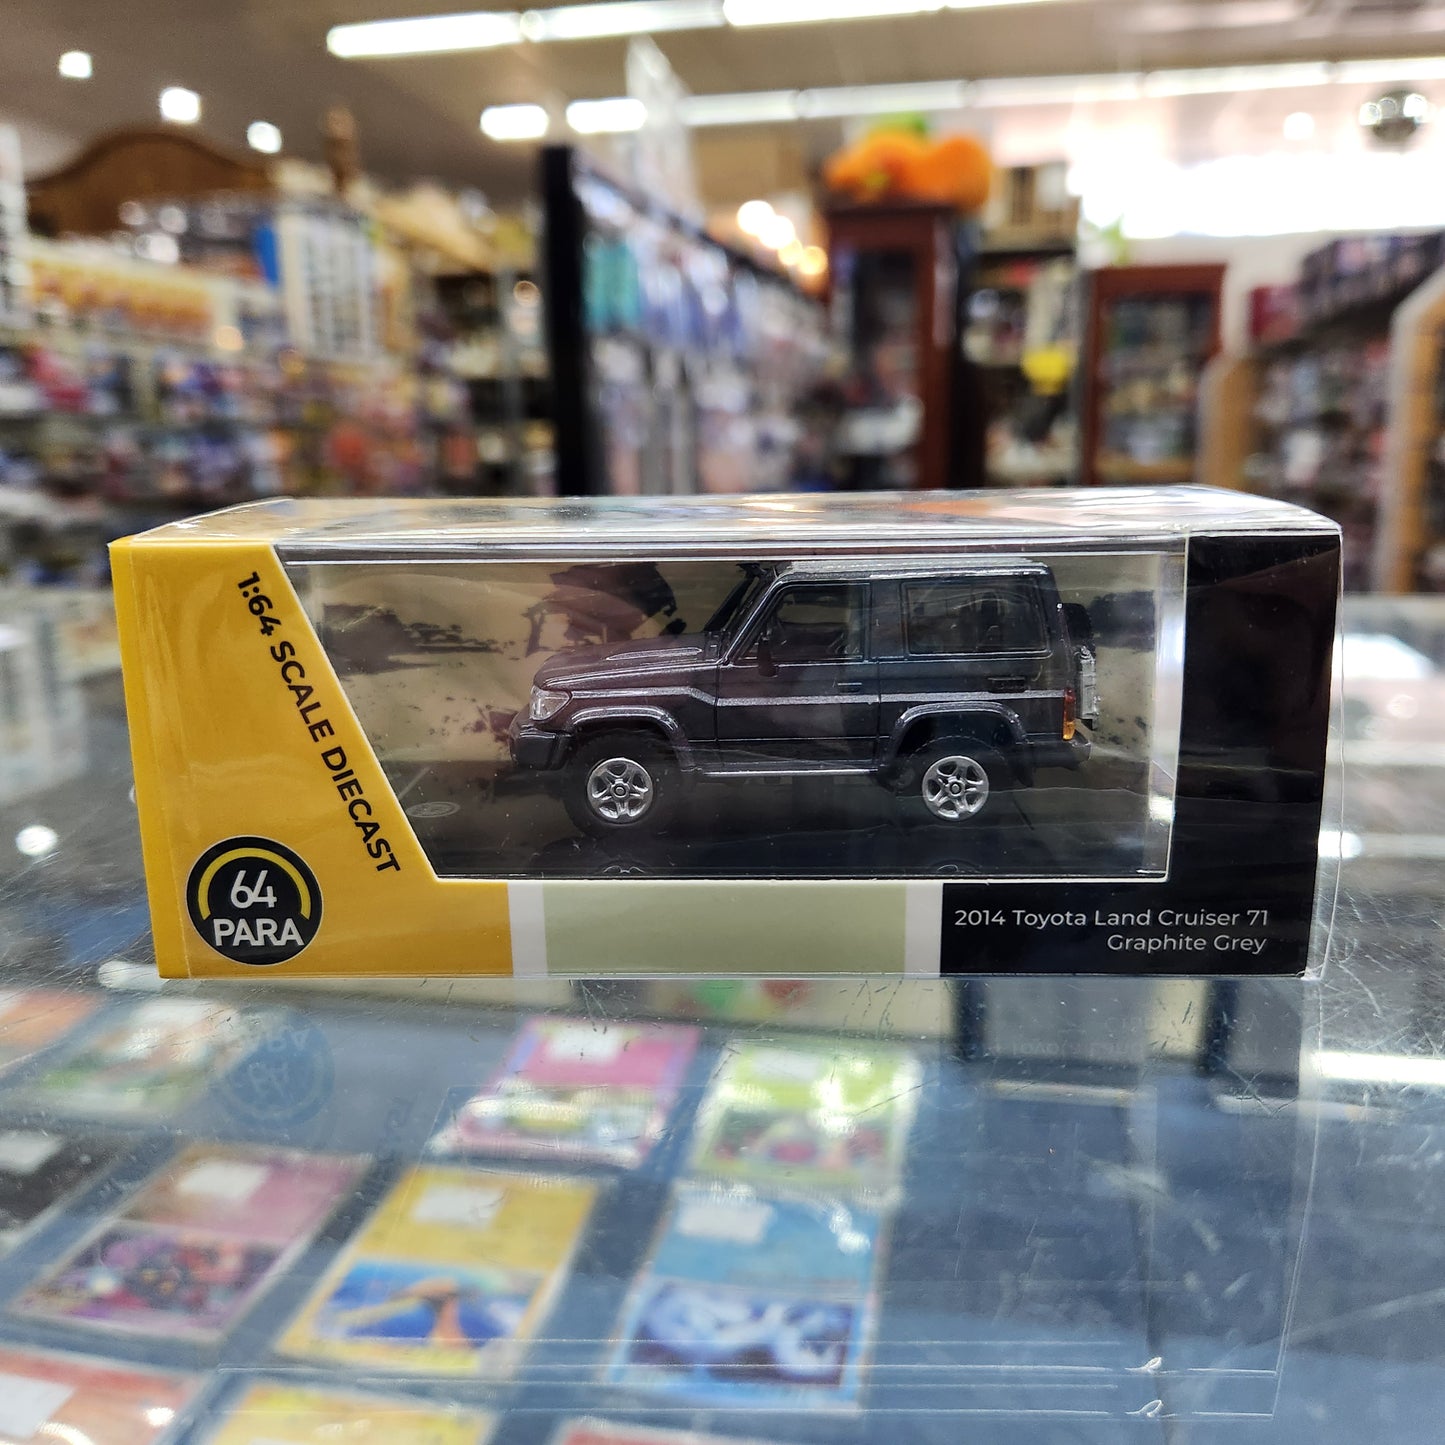 1:64 SCALE DIECAST
64
PARA
2014 Toyota Land Cruiser 71
Graphite Grey